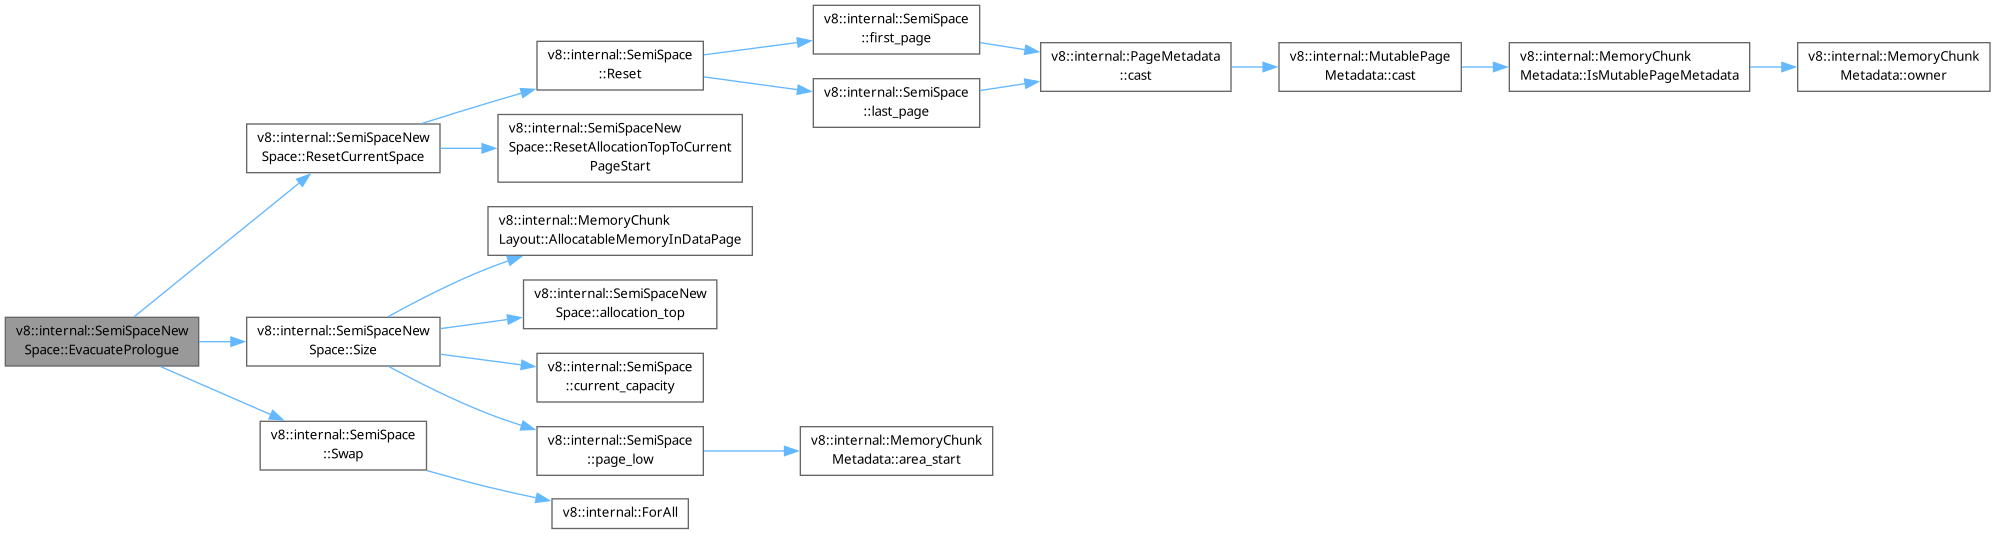 v8::internal::SemiSpaceNew
Space::EvacuatePrologue
v8::internal::SemiSpaceNew
Space::ResetCurrentSpace
v8::internal::SemiSpace
::Reset
v8::internal::SemiSpace
::first_page
v8::internal::PageMetadata
::cast
v8::internal::MutablePage
Metadata::cast
v8::internal::MemoryChunk
Metadata::IsMutablePageMetadata
v8::internal::MemoryChunk
Metadata::owner
v8::internal::SemiSpace
::last_page
v8::internal::SemiSpaceNew
Space::ResetAllocationTopToCurrent
PageStart
v8::internal::SemiSpaceNew
Space::Size
v8::internal::MemoryChunk
Layout::AllocatableMemoryInDataPage
v8::internal::SemiSpaceNew
Space::allocation_top
v8::internal::SemiSpace
::current_capacity
v8::internal::SemiSpace
::page_low
v8::internal::MemoryChunk
Metadata::area_start
v8::internal::SemiSpace
::Swap
v8::internal::ForAll